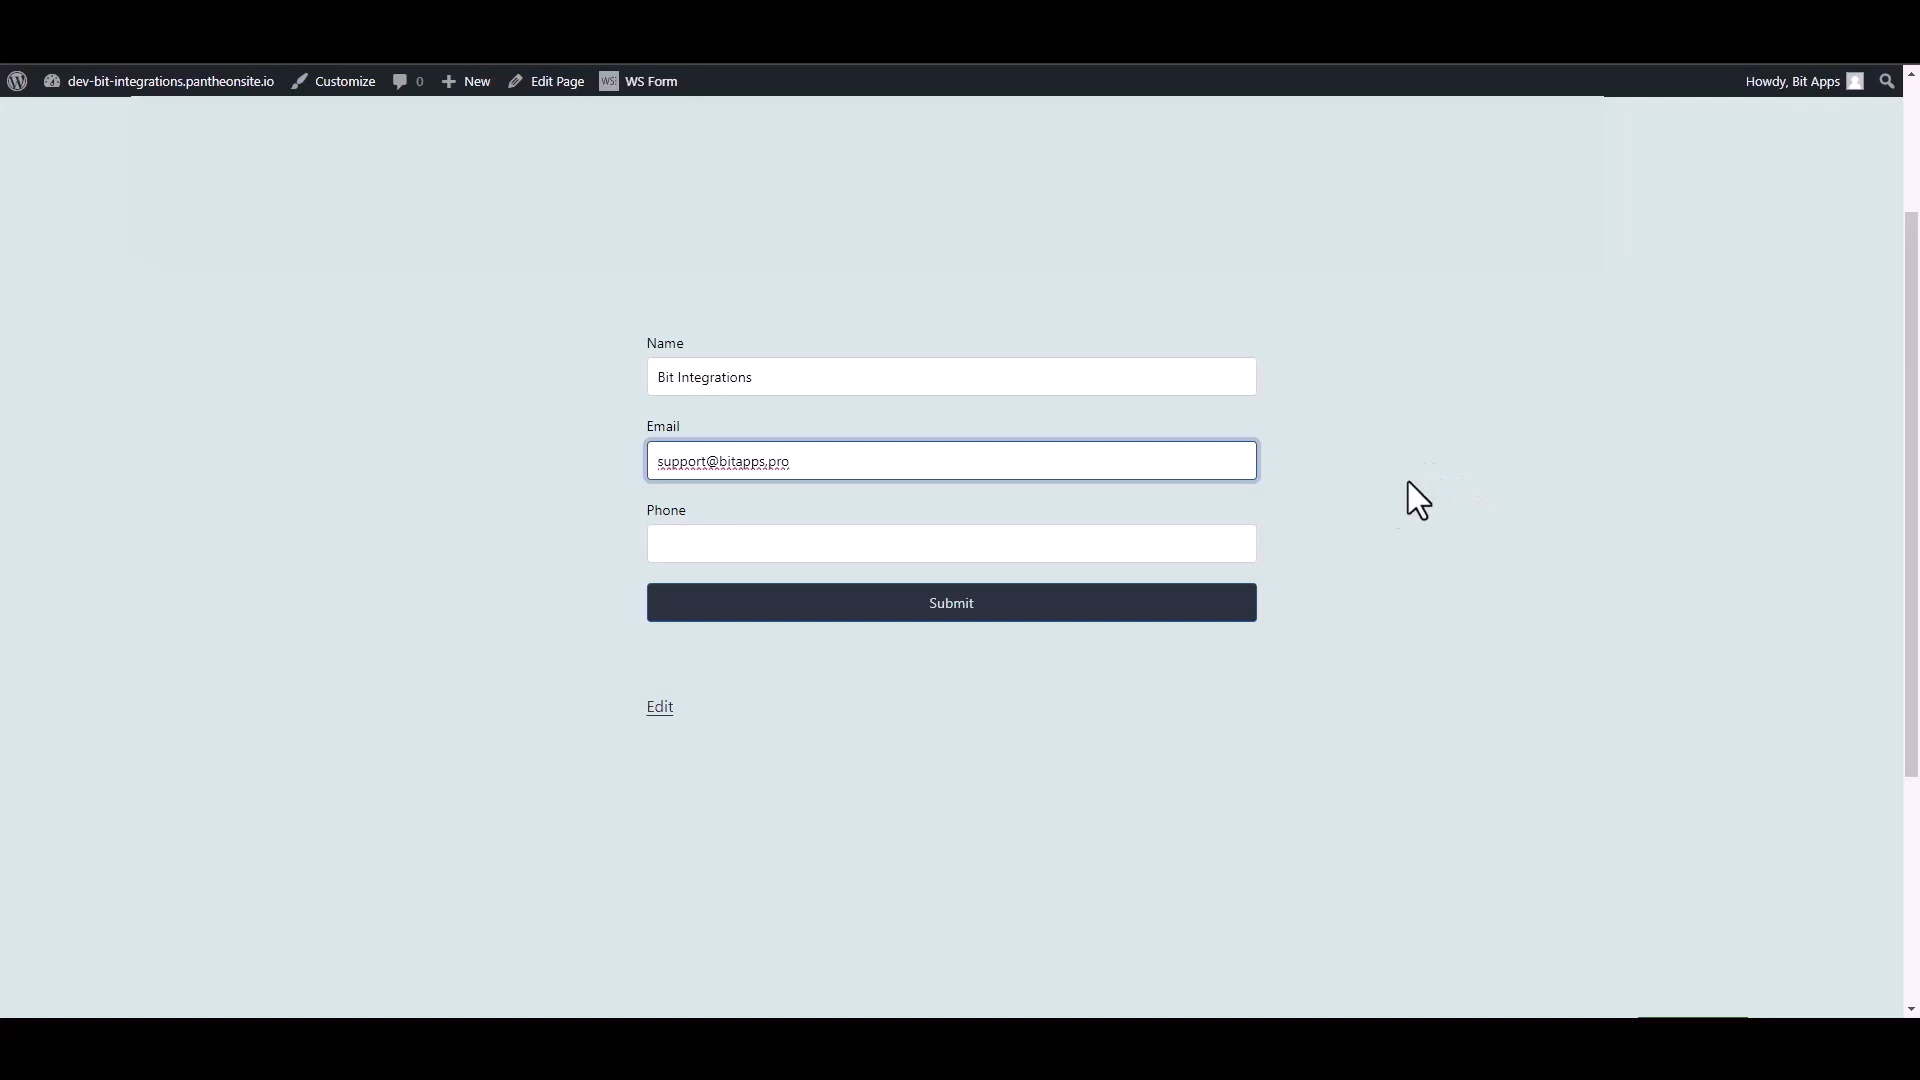 dev-bit-integrations.pantheonsite.io Customize 0 New Edit Page WS Form Howdy, Bit Apps
Name
Bit Integrations
Email
support@bitapps.pro
Phone
Submit
Edit